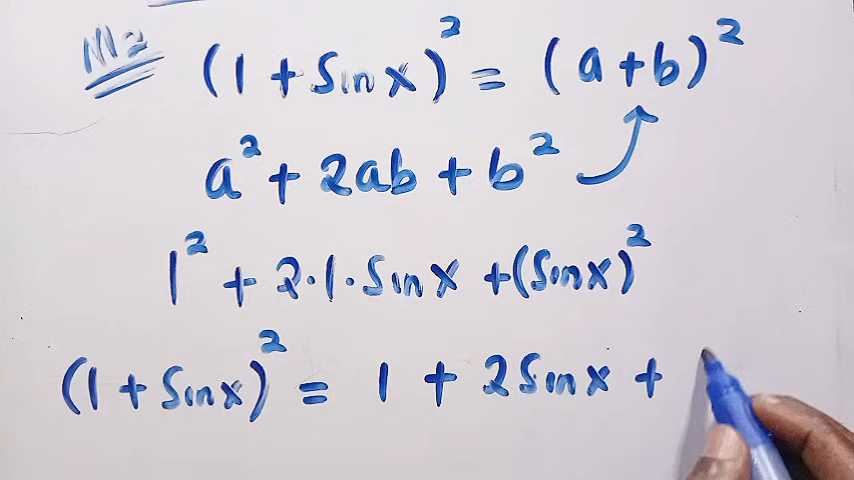 M2 (1 + Sinx)² = (a+b)²
a² + 2ab + b²
1² + 2·1·Sinx + (Sinx)²
(1 + Sinx)² = 1 + 2Sinx +